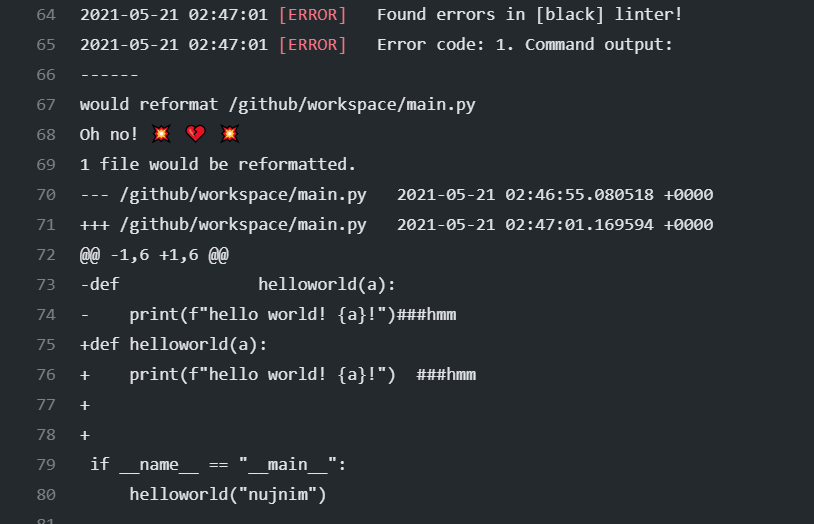 64 2021-05-21 02:47:01 [ERROR]   Found errors in [black] linter!
65 2021-05-21 02:47:01 [ERROR]   Error code: 1. Command output:
66 ------
67 would reformat /github/workspace/main.py
68 Oh no! 💥 💔 💥
69 1 file would be reformatted.
70 --- /github/workspace/main.py   2021-05-21 02:46:55.080518 +0000
71 +++ /github/workspace/main.py   2021-05-21 02:47:01.169594 +0000
72 @@ -1,6 +1,6 @@
73 -def              helloworld(a):
74 -    print(f"hello world! {a}!")###hmm
75 +def helloworld(a):
76 +    print(f"hello world! {a}!")  ###hmm
77 +
78 +
79  if __name__ == "__main__":
80      helloworld("nujnim")
81